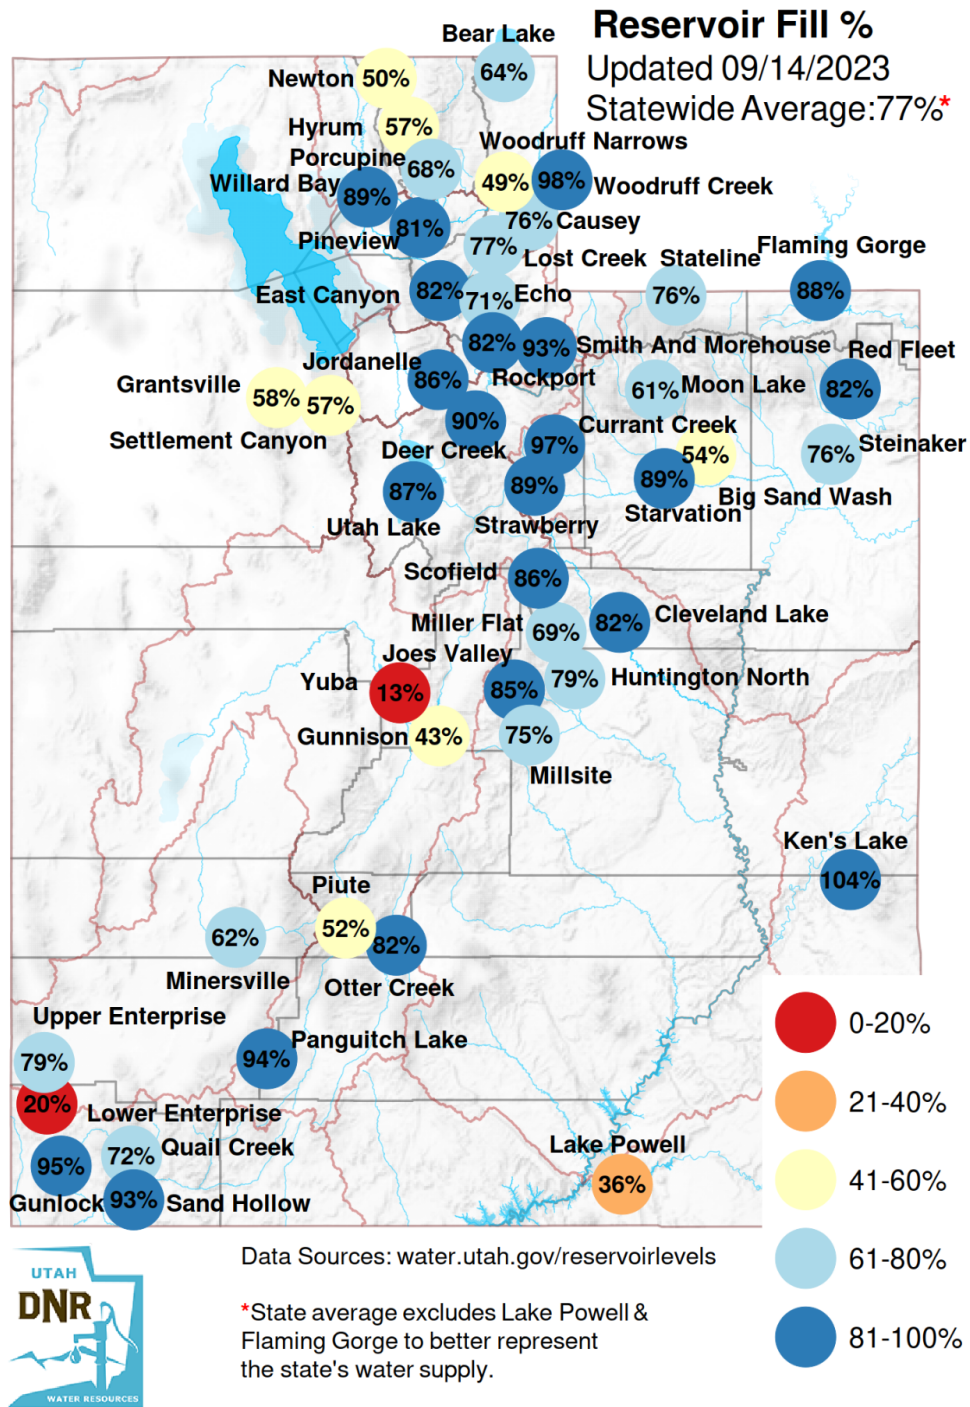 Reservoir Fill %
Updated 09/14/2023
Statewide Average:77%*
Bear Lake
64%
Newton 50%
Hyrum 57%
Woodruff Narrows
49%
Porcupine
68%
98% Woodruff Creek
Willard Bay
89%
76% Causey
81%
Pineview
77%
Lost Creek
Stateline
76%
Flaming Gorge
88%
East Canyon 82%
71% Echo
82%
Rockport
93% Smith And Morehouse
Red Fleet
82%
Jordanelle
86%
61% Moon Lake
Grantsville
58%
57%
Settlement Canyon
90%
Deer Creek
Currant Creek
97%
54%
Big Sand Wash
76% Steinaker
87%
Utah Lake
89%
Strawberry
89%
Starvation
Scofield 86%
Miller Flat
69%
82% Cleveland Lake
Joes Valley
85%
79% Huntington North
Yuba 13%
Gunnison 43%
75%
Millsite
Ken's Lake
104%
Piute
52%
82%
Otter Creek
62%
Minersville
Upper Enterprise
79%
Panguitch Lake
94%
20%
Lower Enterprise
72% Quail Creek
95%
Gunlock
93% Sand Hollow
Lake Powell
36%
0-20%
21-40%
41-60%
61-80%
81-100%
Data Sources: water.utah.gov/reservoirlevels
*State average excludes Lake Powell &
Flaming Gorge to better represent
the state's water supply.
UTAH
DNR
WATER RESOURCES